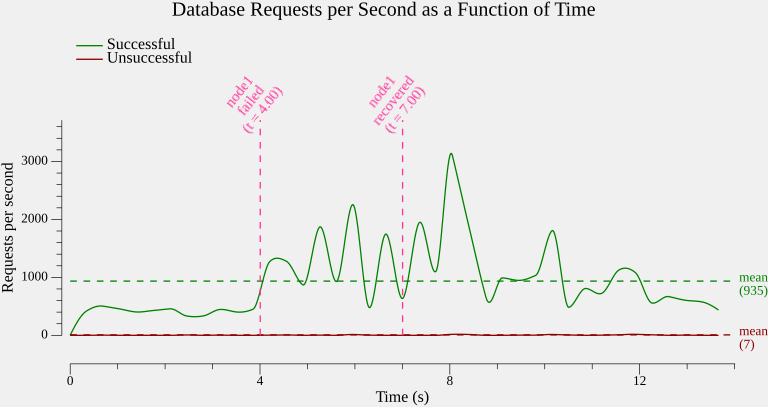 Database Requests per Second as a Function of Time
Successful
Unsuccessful
node1
failed
(t = 4.00)
node1
recovered
(t = 7.00)
Requests per second
3000
2000
1000
0
mean
(935)
mean
(7)
0
4
8
12
Time (s)